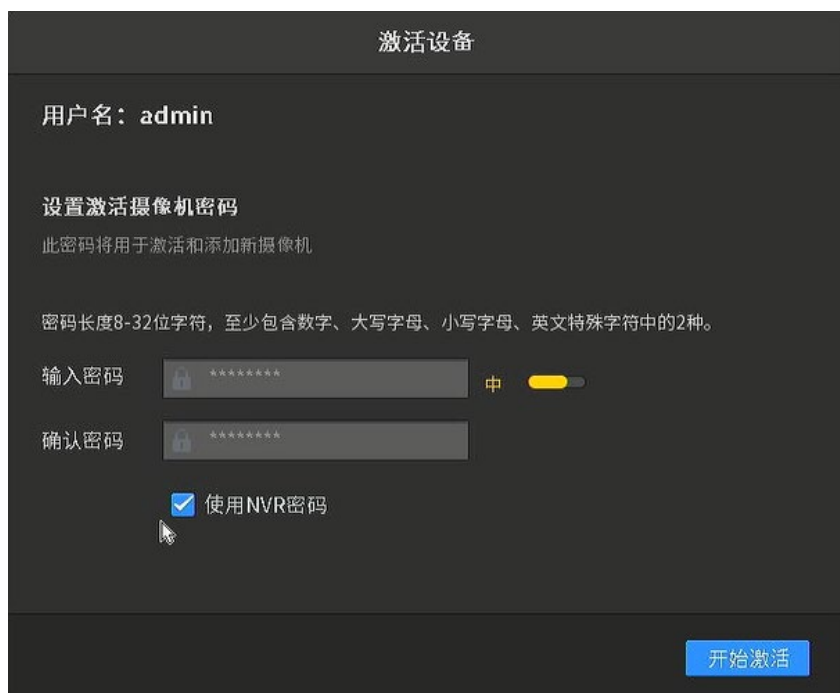 激活设备
用户名：admin
设置激活摄像机密码
此密码将用于激活和添加新摄像机
密码长度8-32位字符，至少包含数字、大写字母、小写字母、英文特殊字符中的2种。
输入密码 ******** 中
确认密码 ********
使用NVR密码
开始激活